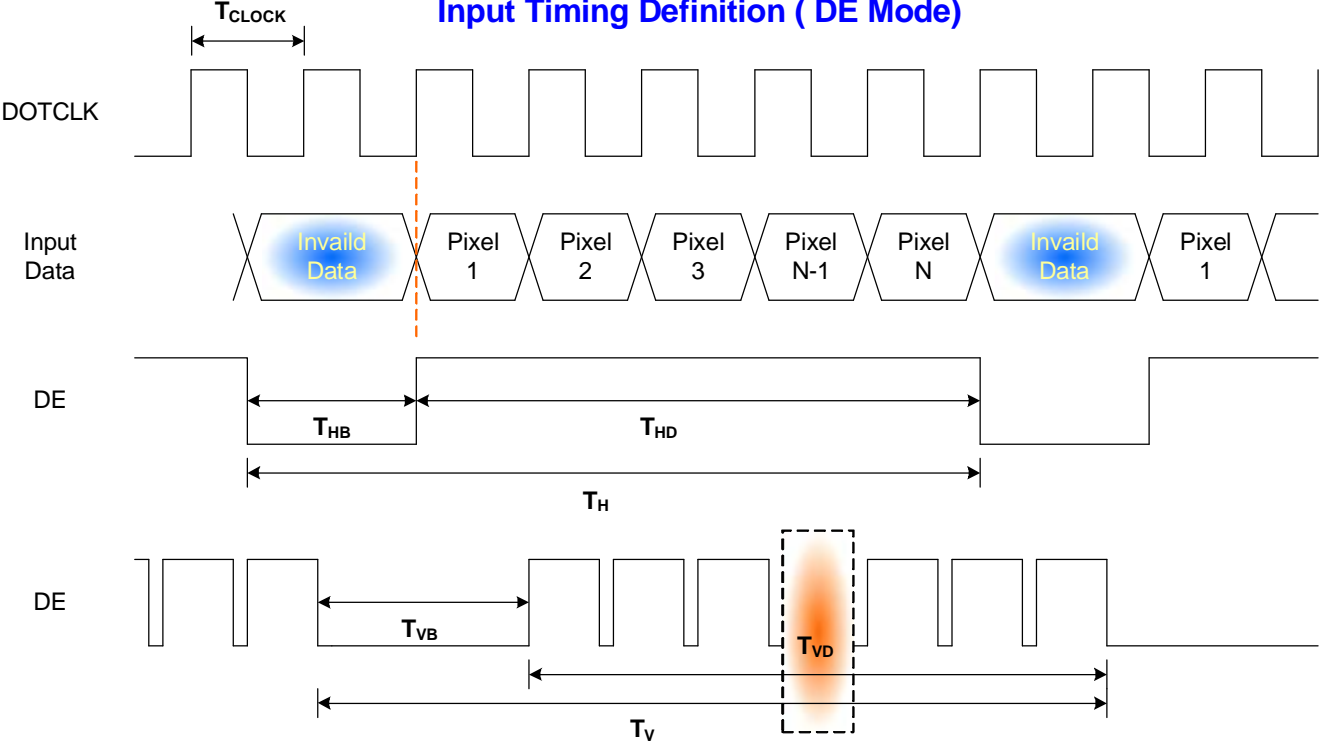 Input Timing Definition ( DE Mode)
TCLOCK
DOTCLK
Input
Data
Invaild
Data
Pixel
1
Pixel
2
Pixel
3
Pixel
N-1
Pixel
N
Invaild
Data
Pixel
1
DE
THB
THD
TH
DE
TVB
TVD
TV